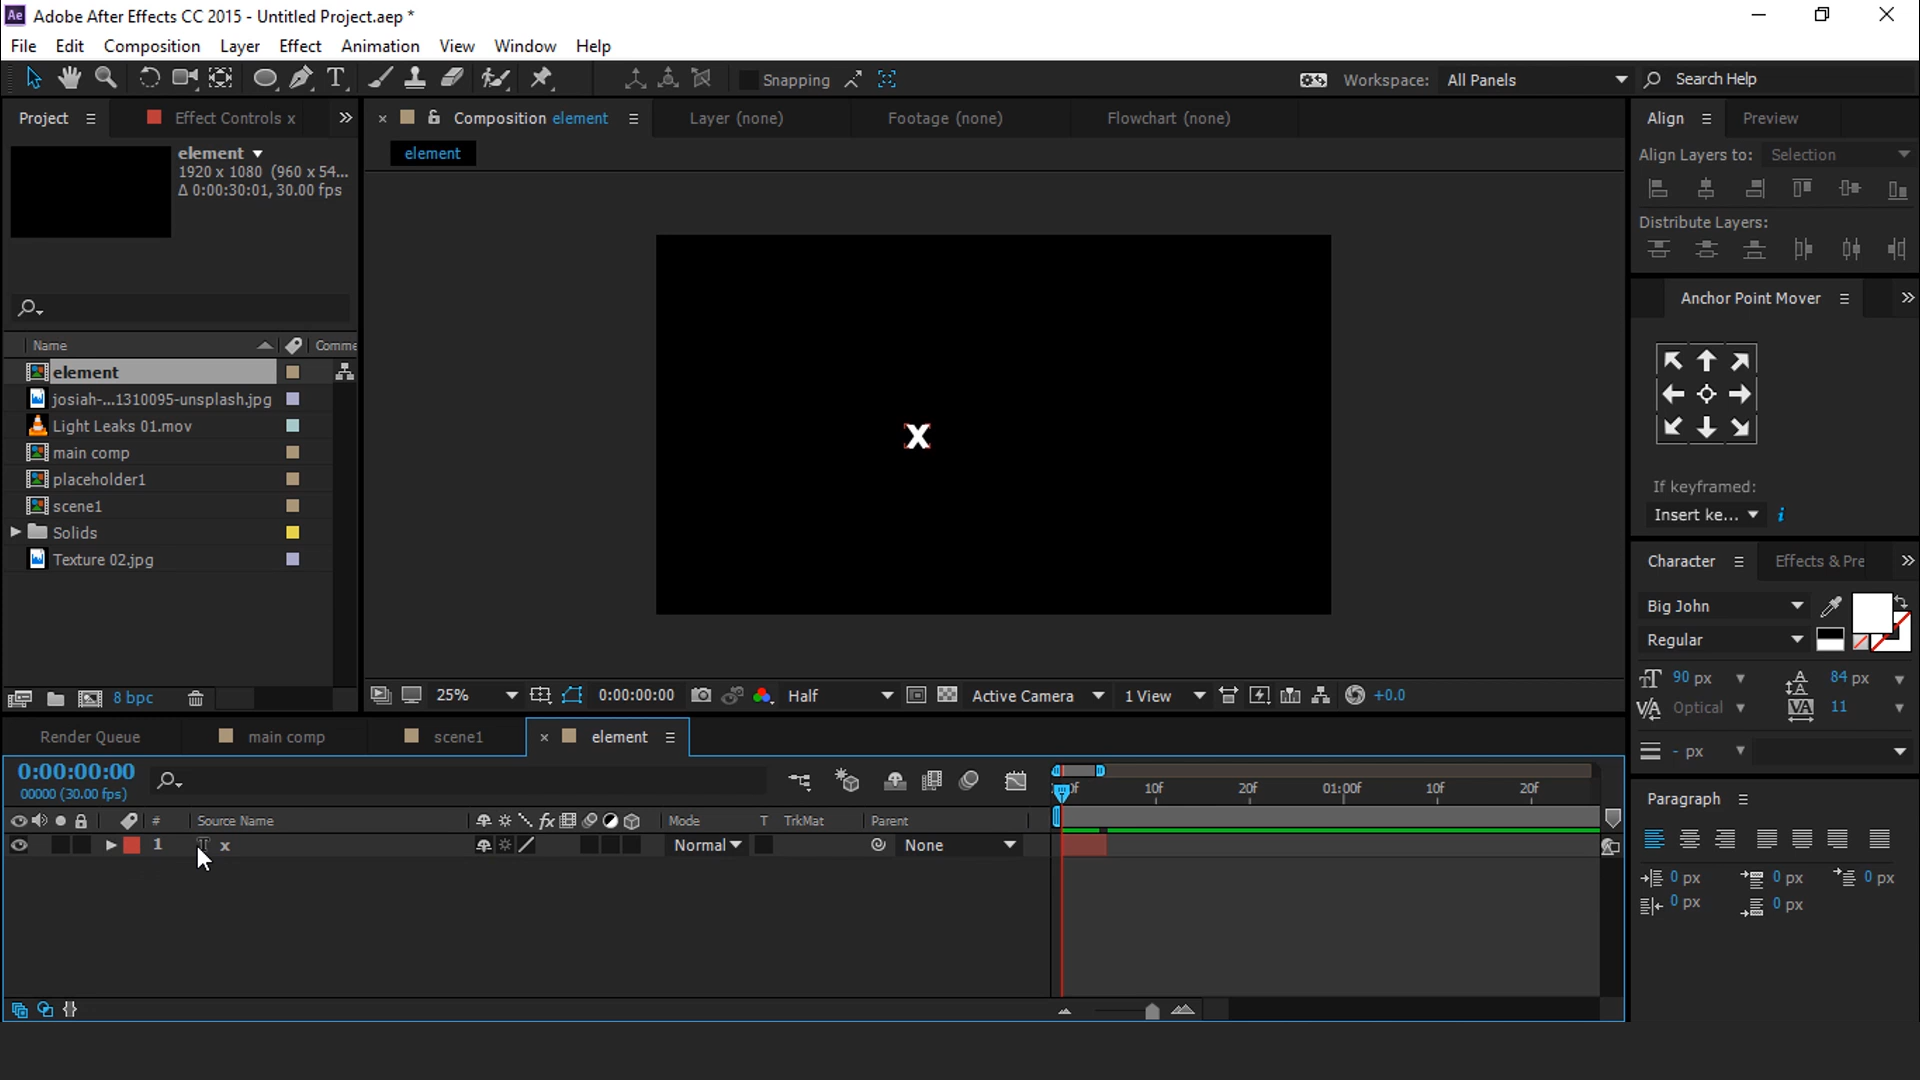 Ae Adobe After Effects CC 2015 - Untitled Project.aep *
File Edit Composition Layer Effect Animation View Window Help
T Snapping Workspace: All Panels Search Help
Project Effect Controls x » × Composition element Layer (none) Footage (none) Flowchart (none) Align Preview
element
1920 x 1080 (960 x 54...
Δ 0:00:30:01, 30.00 fps
element
Align Layers to: Selection
Distribute Layers:
Anchor Point Mover »
Name Comme
element
josiah-...1310095-unsplash.jpg
Light Leaks 01.mov
main comp
placeholder1
scene1
Solids
Texture 02.jpg
x
If keyframed:
Insert ke... i
Character Effects & Pre »
Big John
Regular
90 px 84 px
Optical 11
- px
8 bpc 25% 0:00:00:00 Half Active Camera 1 View +0.0
Render Queue main comp scene1 × element
0:00:00:00
00000 (30.00 fps)
0f 10f 20f 01:00f 10f 20f
# Source Name fx Mode T TrkMat Parent
1 T x Normal None
Paragraph
0 px 0 px 0 px
0 px 0 px